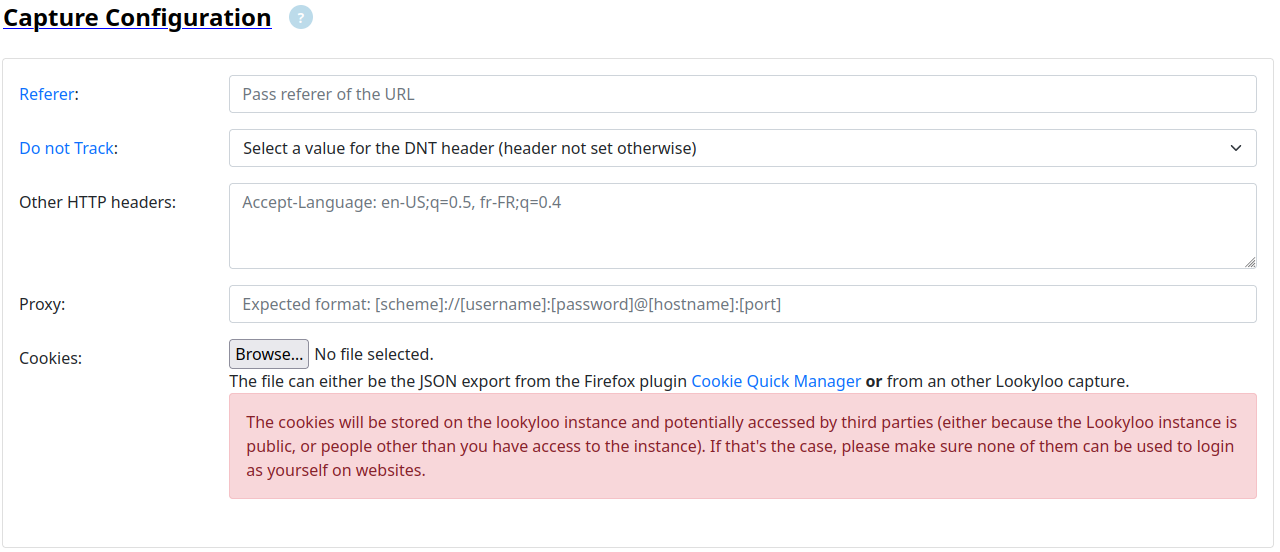 Capture Configuration ?
Referer: Pass referer of the URL
Do not Track: Select a value for the DNT header (header not set otherwise)
Other HTTP headers: Accept-Language: en-US;q=0.5, fr-FR;q=0.4
Proxy: Expected format: [scheme]://[username]:[password]@[hostname]:[port]
Cookies: Browse... No file selected.
The file can either be the JSON export from the Firefox plugin Cookie Quick Manager or from an other Lookyloo capture.
The cookies will be stored on the lookyloo instance and potentially accessed by third parties (either because the Lookyloo instance is
public, or people other than you have access to the instance). If that's the case, please make sure none of them can be used to login
as yourself on websites.